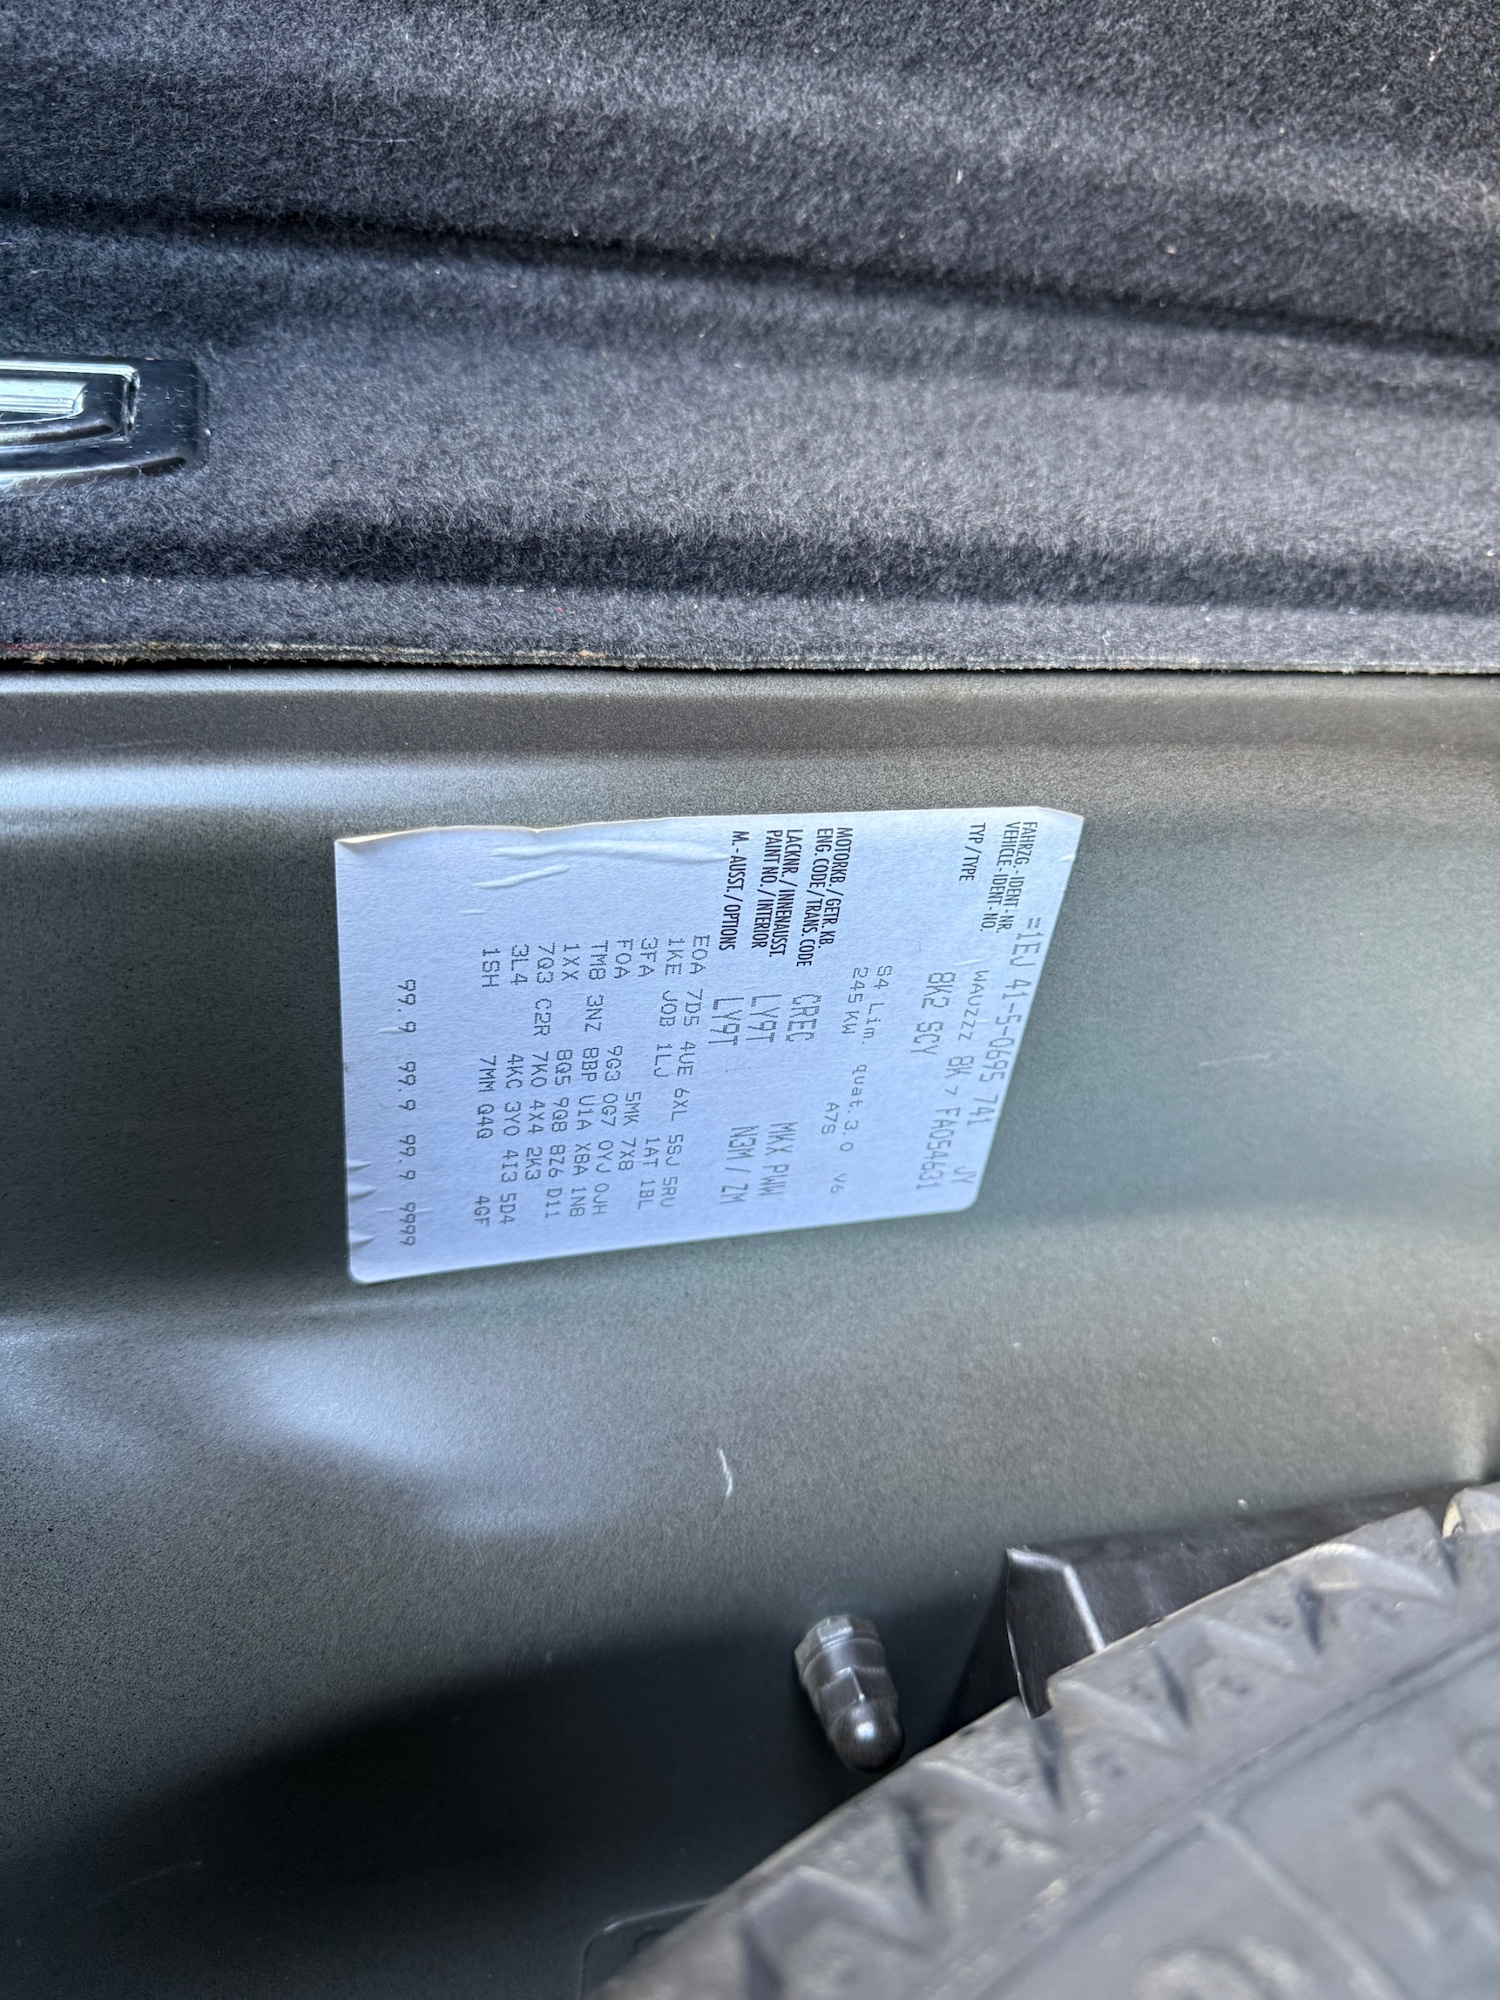 =1EJ 41-5-0695 741 JY
FAHRZG.-IDENT-NR. VEHICLE-IDENT-NO. WAUZZZ 8K > FA054631
TYP/TYPE 8K2 SCY
S4 Lim. quat.3.0 V6
245 KW A7S
MOTORKB./GETR. KB.
ENG. CODE/TRANS. CODE CREC MKX PWW
LACKNR./INNENAUSST.
PAINT NO./INTERIOR LY9T N3M / ZM
M.-AUSST./OPTIONS LY9T
E0A 7D5 4UE 6XL 5SJ 5RU
1KE J0B 1LJ 1AT 1BL
3FA 5MK 7X8
F0A 9G3 0G7 0YJ 0JH
TM8 3NZ 8BP U1A X8A 1N8
1XX 8Q5 9Q8 8Z6 D11
7Q3 C2R 7K0 4X4 2K3
3L4 4KC 3Y0 4I3 5D4
1SH 7MM Q4Q 4GF
99.9 99.9 99.9 9999